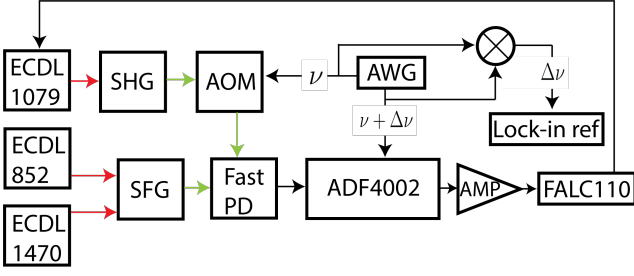 ECDL
1079
SHG
AOM
ν
AWG
Δν
ν + Δν
Lock-in ref
ECDL
852
SFG
Fast
PD
ADF4002
AMP
FALC110
ECDL
1470